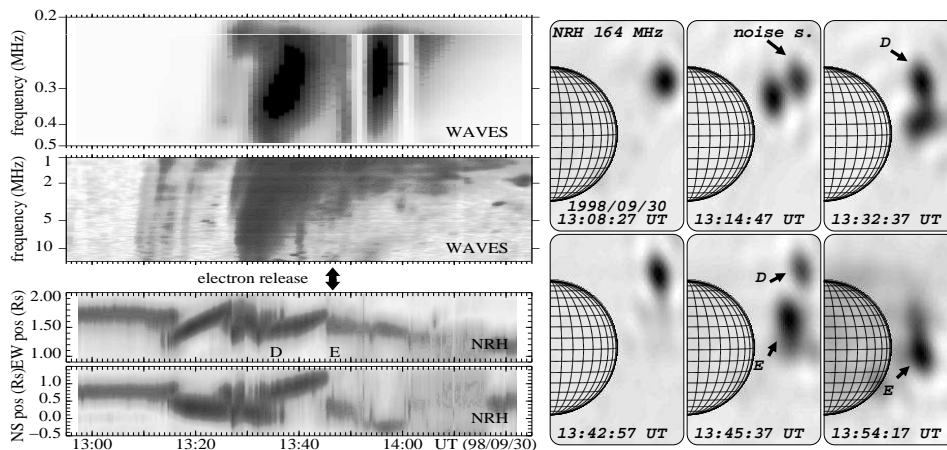 0.2
0.3
0.4
0.5
frequency (MHz)
WAVES
1
2
5
10
frequency (MHz)
WAVES
electron release
2.00
1.50
1.00
EW pos (Rs)
D
E
NRH
1.0
0.5
0.0
−0.5
NS pos (Rs)
NRH
13:00
13:20
13:40
14:00
UT (98/09/30)
NRH 164 MHz
1998/09/30
13:08:27 UT
noise s.
13:14:47 UT
D
13:32:37 UT
13:42:57 UT
D
E
13:45:37 UT
E
13:54:17 UT